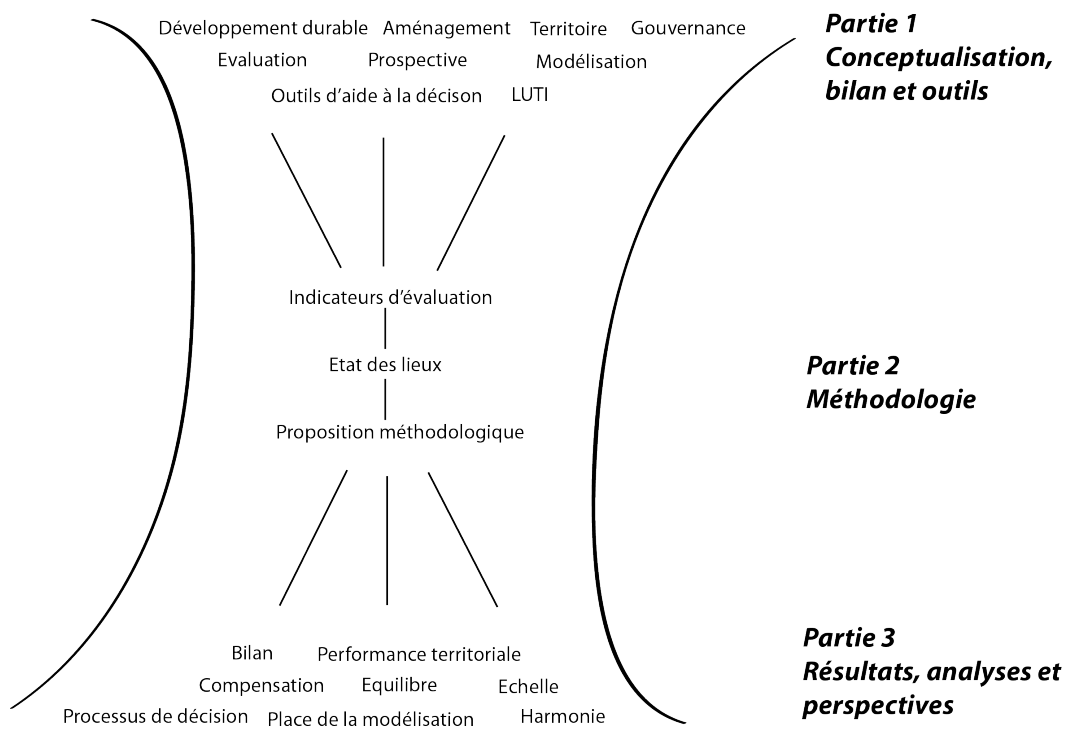 Développement durable Aménagement Territoire Gouvernance
Evaluation Prospective Modélisation
Outils d’aide à la décison LUTI
Partie 1
Conceptualisation,
bilan et outils
Indicateurs d’évaluation
Etat des lieux
Proposition méthodologique
Partie 2
Méthodologie
Bilan Performance territoriale
Compensation Equilibre Echelle
Processus de décision Place de la modélisation Harmonie
Partie 3
Résultats, analyses et
perspectives